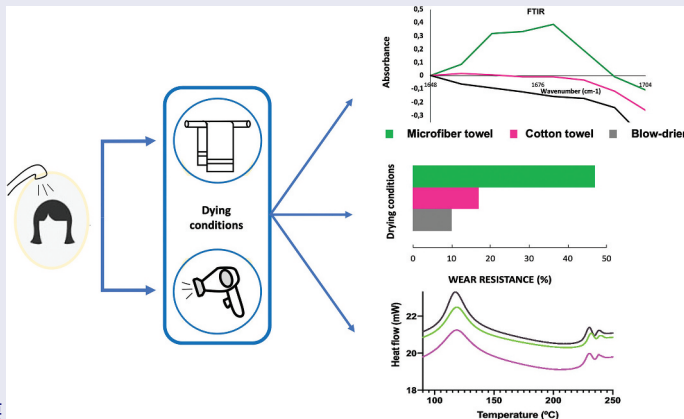 FTIR
0,5
0,4
0,3
0,2
0,1
0
-0,1
-0,2
-0,3
Absorbance
1648
1676
1704
Wavenumber (cm-1)
Microfiber towel Cotton towel Blow-drier
Dying
conditions
Drying conditions
0 10 20 30 40 50
WEAR RESISTANCE (%)
Heat flow (mW)
22
20
18
100 150 200 250
Temperature (ºC)